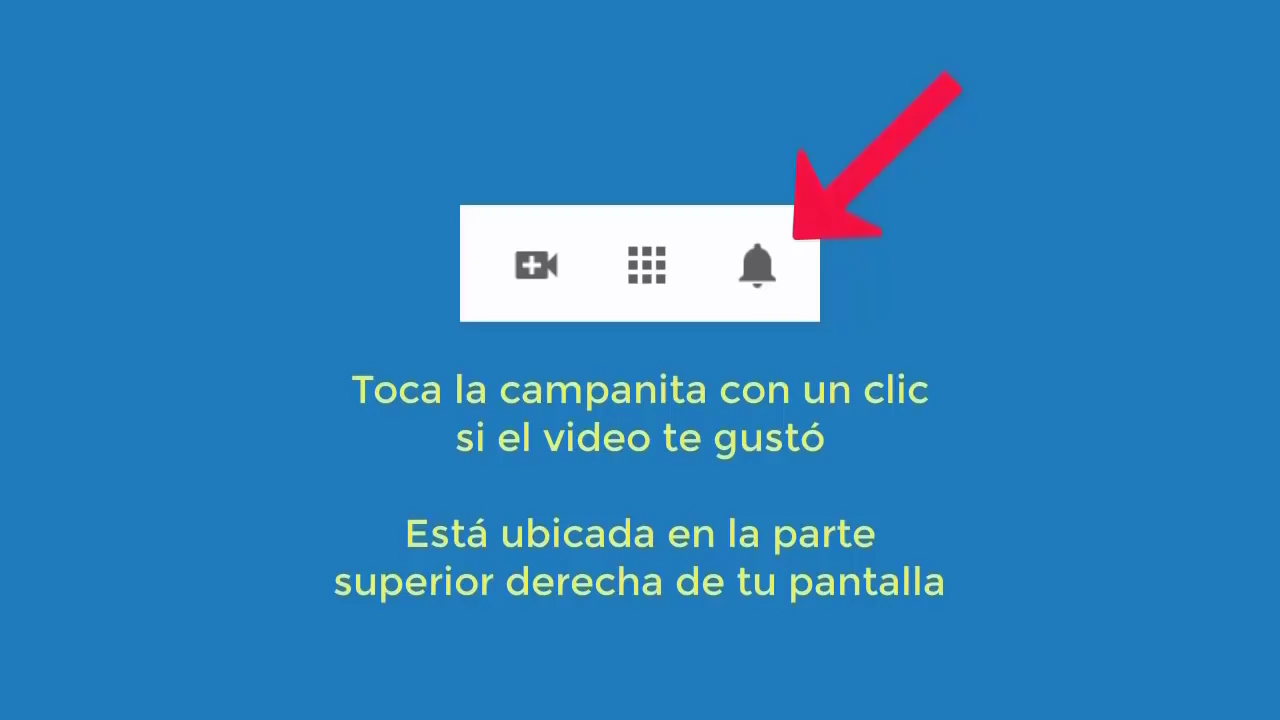 Toca la campanita con un clic
si el video te gustó
Está ubicada en la parte
superior derecha de tu pantalla